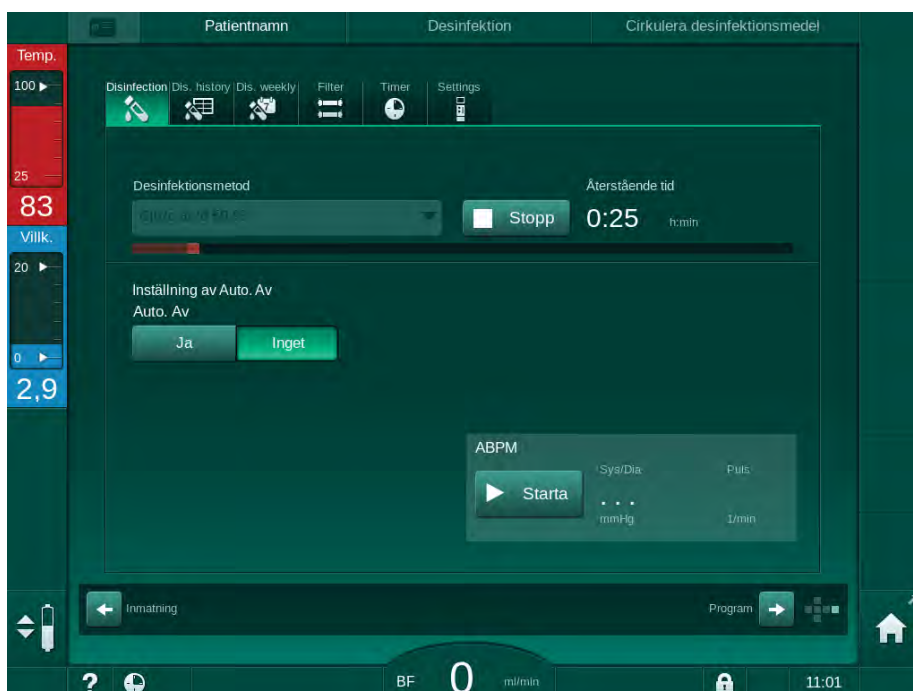 Patientnamn Desinfektion Cirkulera desinfektionsmedel
Temp.
100
25
83
Villk.
20
0
2,9
Disinfection Dis. history Dis. weekly Filter Timer Settings
Desinfektionsmetod
Återstående tid
Stopp
0:25 h:min
Inställning av Auto. Av
Auto. Av
Ja Inget
ABPM
Sys/Dia Puls
Starta
. . .
mmHg 1/min
Inmatning Program
? BF 0 ml/min 11:01